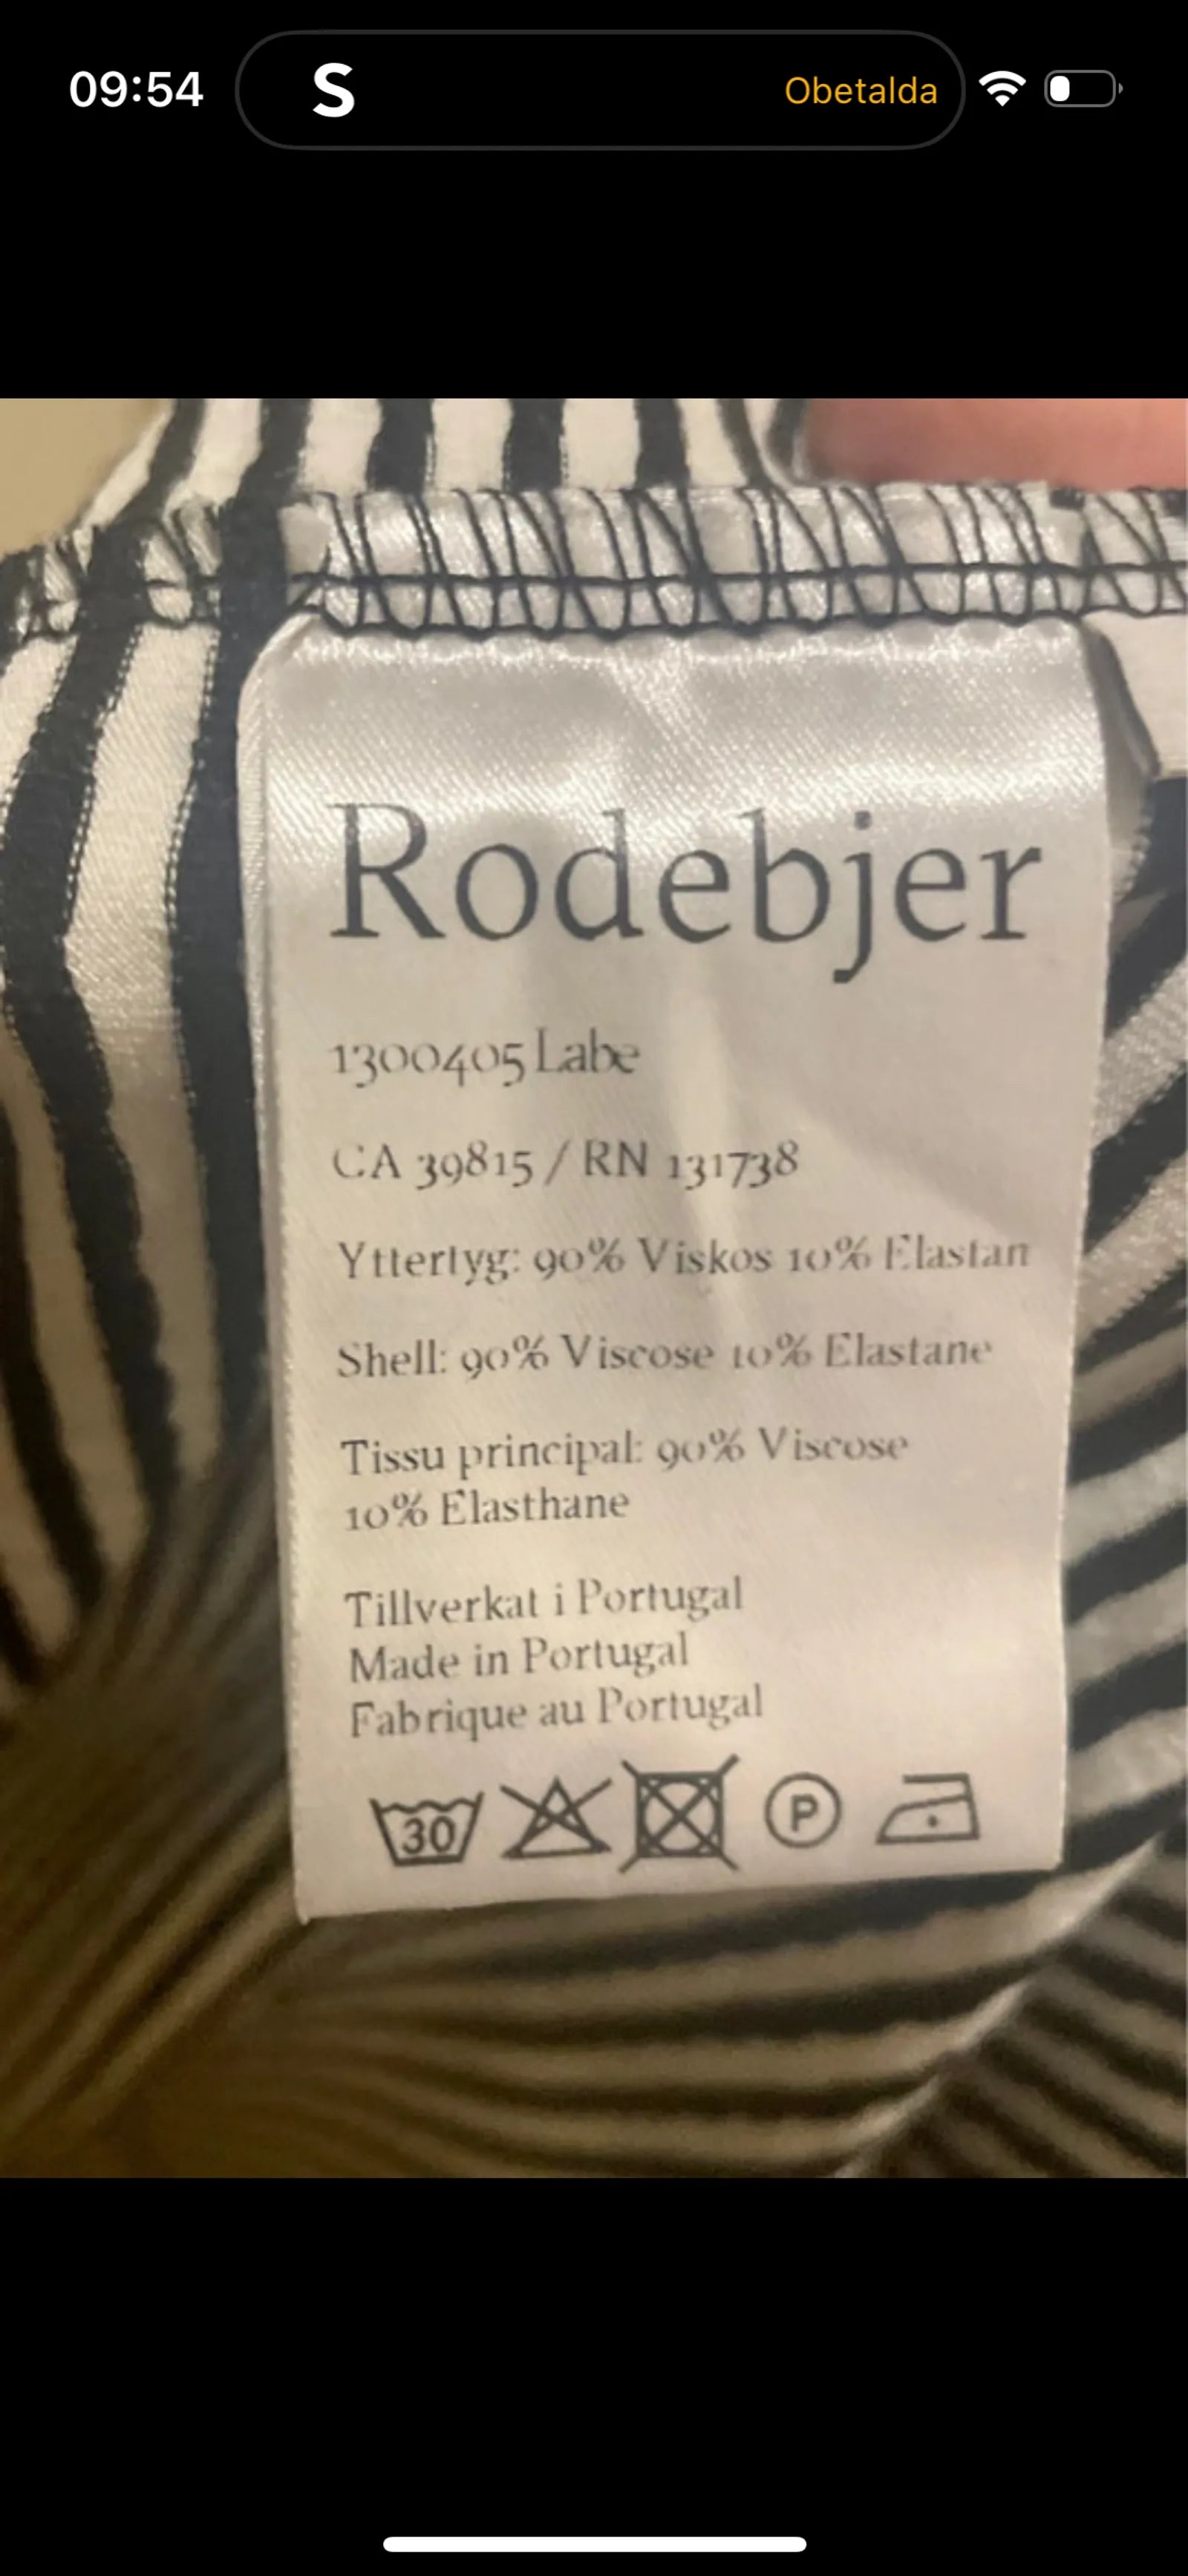 09:54
S
Obetalda
Rodebjer
1300405 Labe
CA 39815 / RN 131738
Yttertyg: 90% Viskos 10% Elastan
Shell: 90% Viscose 10% Elastane
Tissu principal: 90% Viscose
10% Elasthane
Tillverkat i Portugal
Made in Portugal
Fabrique au Portugal
30
P